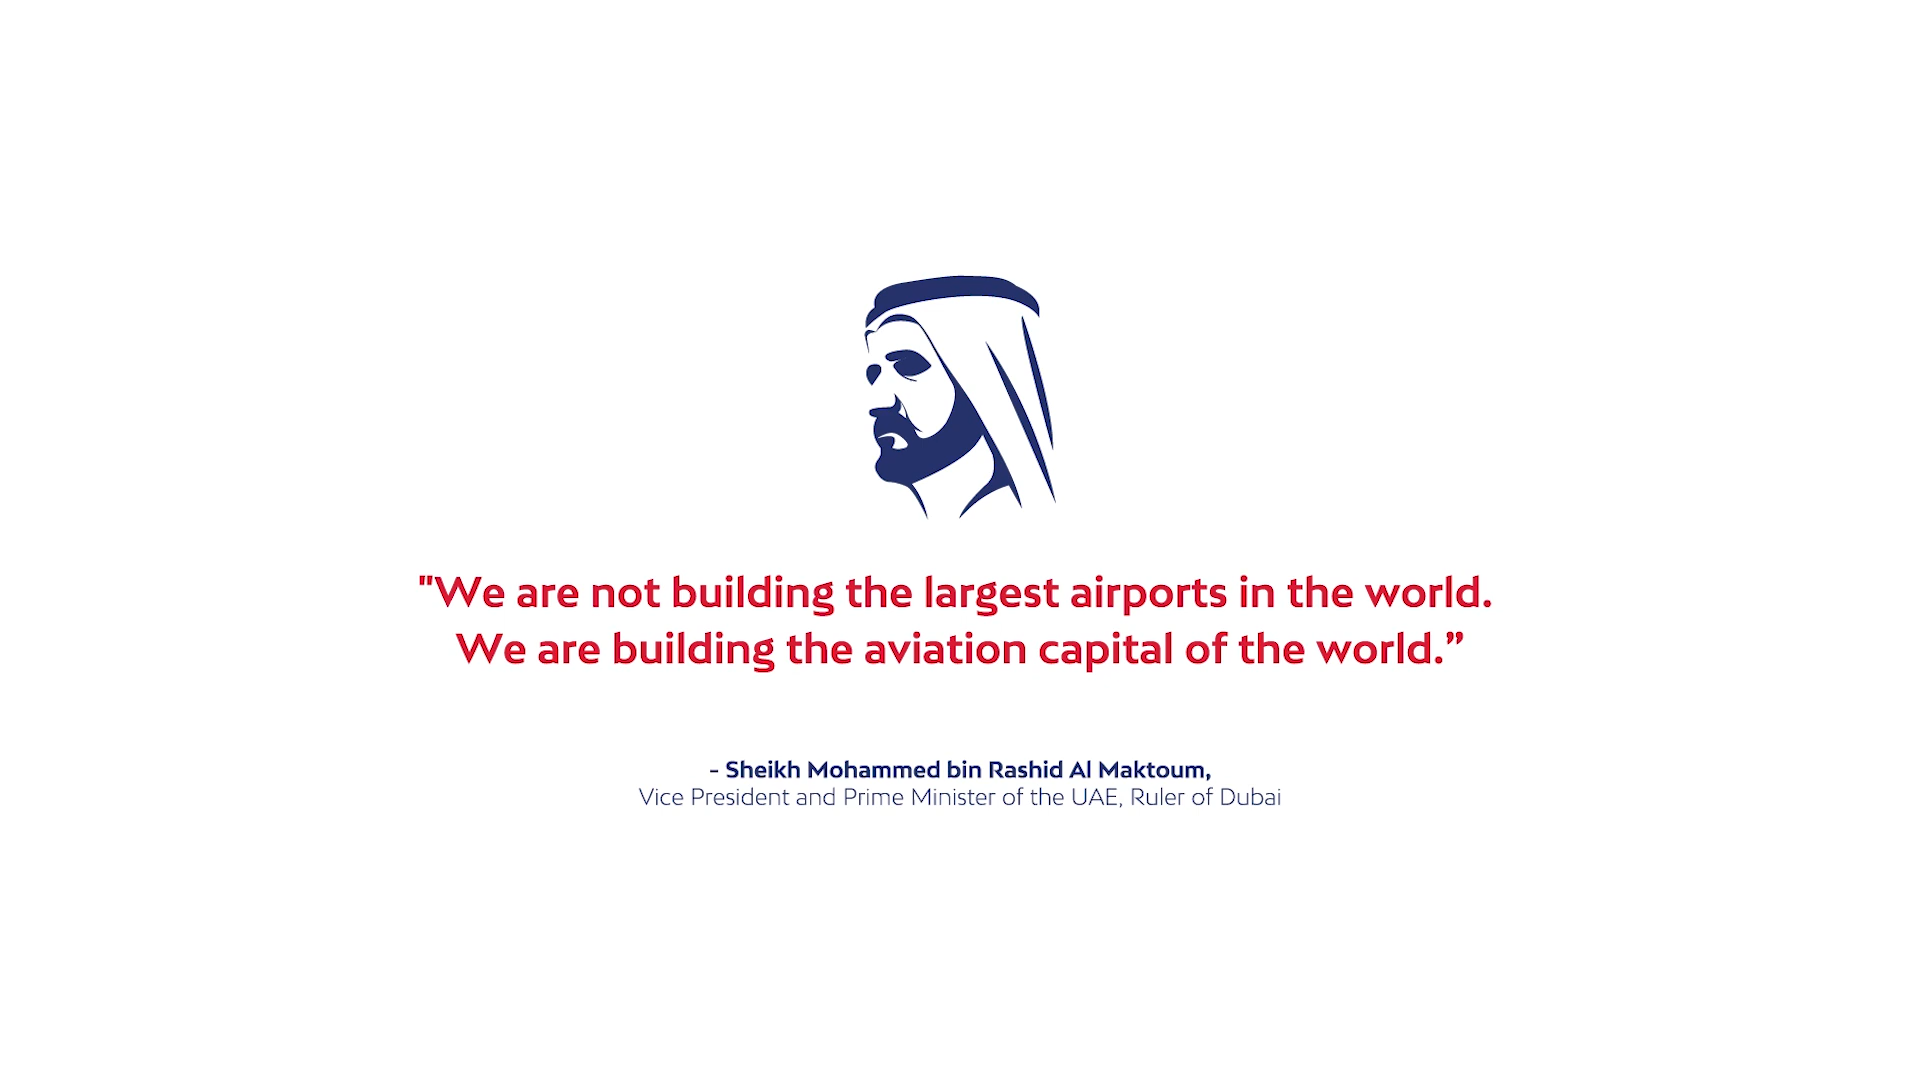 "We are not building the largest airports in the world.
We are building the aviation capital of the world.”
- Sheikh Mohammed bin Rashid Al Maktoum,
Vice President and Prime Minister of the UAE, Ruler of Dubai